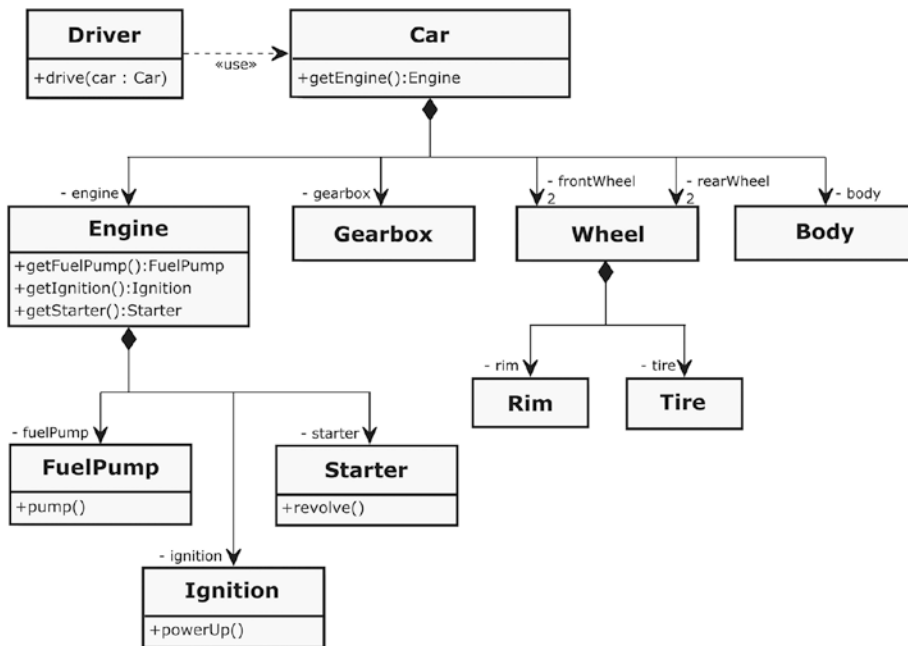 Driver
+drive(car : Car)
«use»
Car
+getEngine():Engine
- engine
- gearbox
- frontWheel
2
- rearWheel
2
- body
Engine
+getFuelPump():FuelPump
+getIgnition():Ignition
+getStarter():Starter
Gearbox
Wheel
Body
- rim
- tire
Rim
Tire
- fuelPump
- starter
FuelPump
+pump()
Starter
+revolve()
- ignition
Ignition
+powerUp()